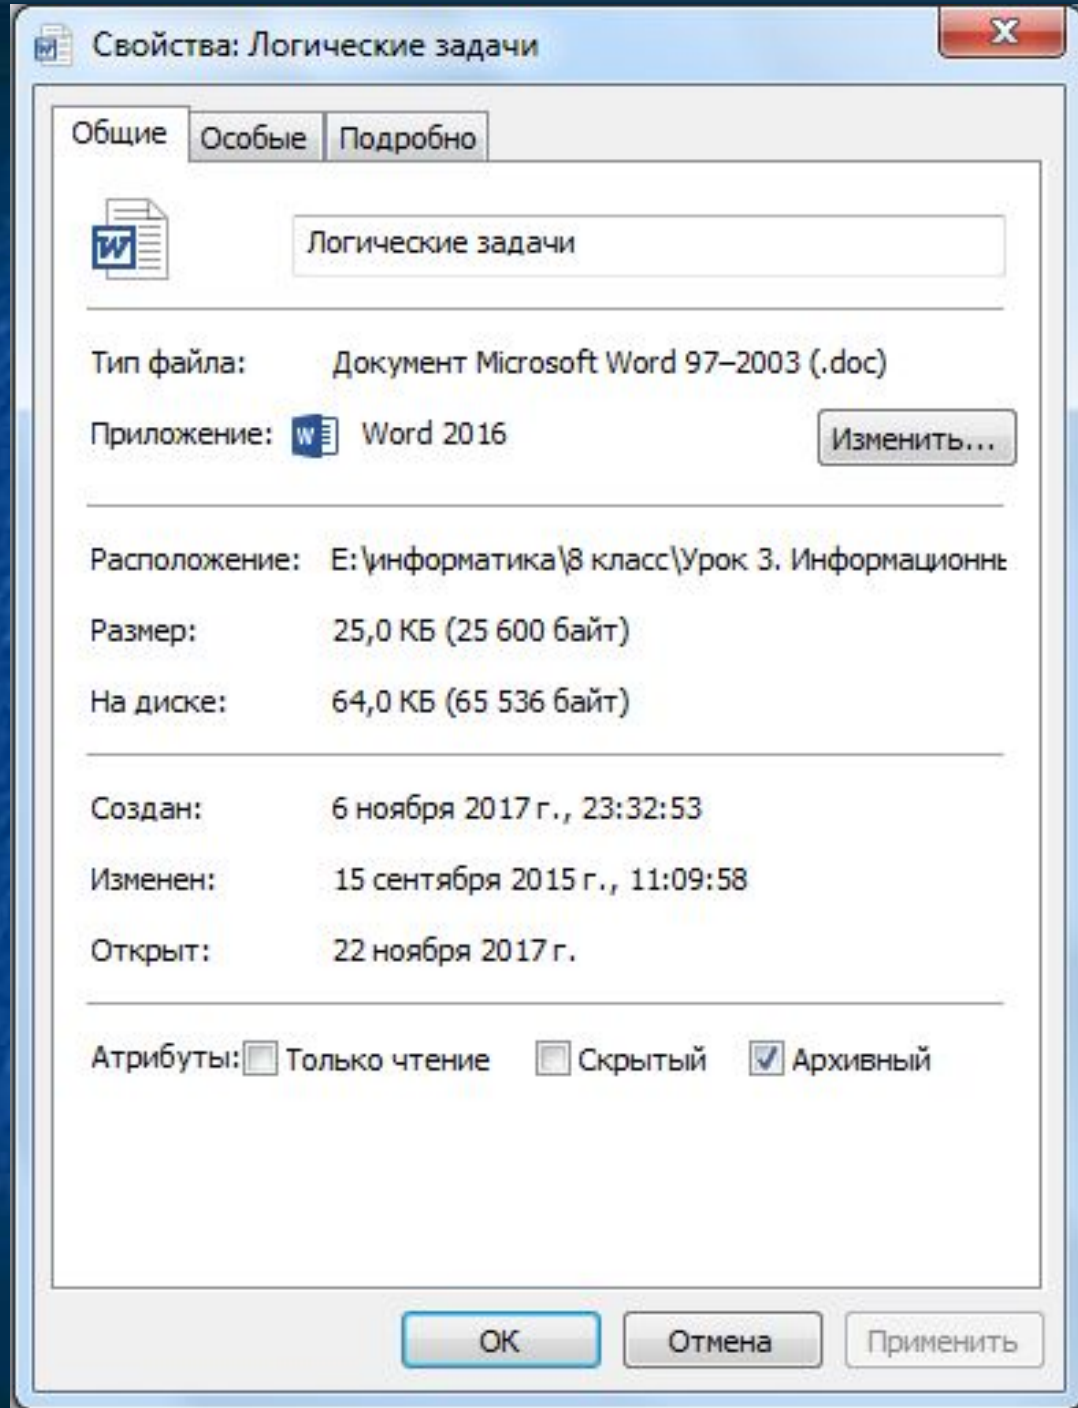 Свойства: Логические задачи
Общие Особые Подробно
Логические задачи
Тип файла: Документ Microsoft Word 97–2003 (.doc)
Приложение: Word 2016 Изменить...
Расположение: E:\информатика\8 класс\Урок 3. Информационнь
Размер: 25,0 КБ (25 600 байт)
На диске: 64,0 КБ (65 536 байт)
Создан: 6 ноября 2017 г., 23:32:53
Изменен: 15 сентября 2015 г., 11:09:58
Открыт: 22 ноября 2017 г.
Атрибуты: Только чтение Скрытый Архивный
ОК Отмена Применить